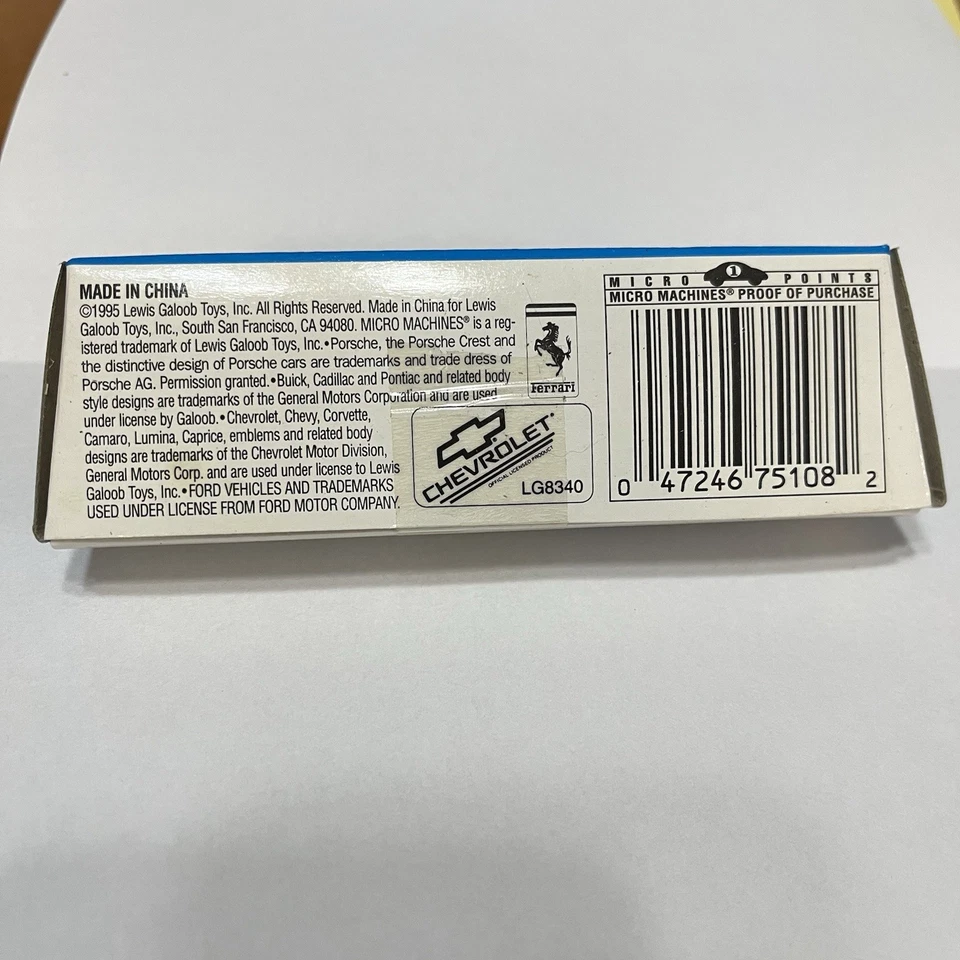 MADE IN CHINA
©1995 Lewis Galoob Toys, Inc. All Rights Reserved. Made in China for Lewis
Galoob Toys, Inc., South San Francisco, CA 94080. MICRO MACHINES® is a reg-
istered trademark of Lewis Galoob Toys, Inc.•Porsche, the Porsche Crest and
the distinctive design of Porsche cars are trademarks and trade dress of
Porsche AG. Permission granted.•Buick, Cadillac and Pontiac and related body
style designs are trademarks of the General Motors Corporation and are used
under license by Galoob.•Chevrolet, Chevy, Corvette,
Camaro, Lumina, Caprice, emblems and related body
designs are trademarks of the Chevrolet Motor Division,
General Motors Corp. and are used under license to Lewis
Galoob Toys, Inc.•FORD VEHICLES AND TRADEMARKS
USED UNDER LICENSE FROM FORD MOTOR COMPANY.
Ferrari
CHEVROLET
OFFICIAL LICENSED PRODUCT
LG8340
MICRO 1 POINTS
MICRO MACHINES® PROOF OF PURCHASE
0 47246 75108 2